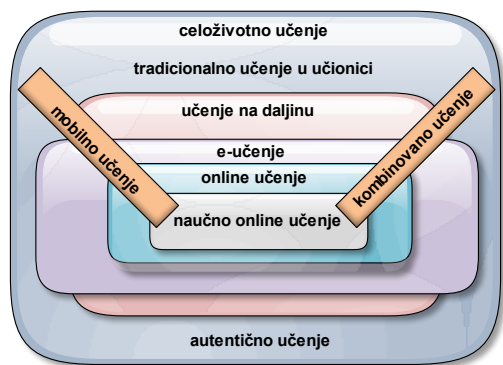 celoživotno učenje
tradicionalno učenje u učionici
učenje na daljinu
mobilno učenje
kombinovano učenje
e-učenje
online učenje
naučno online učenje
autentično učenje